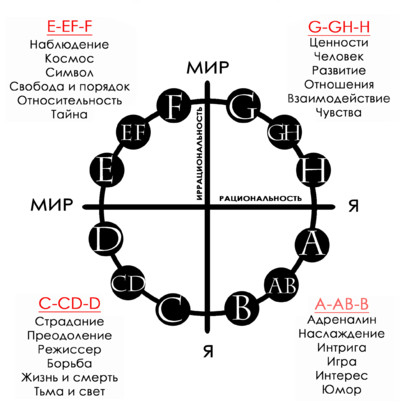 E-EF-F
Наблюдение
Космос
Символ
Свобода и порядок
Относительность
Тайна
G-GH-H
Ценности
Человек
Развитие
Отношения
Взаимодействие
Чувства
МИР
F
G
EF
GH
E
H
ИРРАЦИОНАЛЬНОСТЬ
РАЦИОНАЛЬНОСТЬ
МИР
Я
D
A
CD
AB
C
B
Я
C-CD-D
Страдание
Преодоление
Режиссер
Борьба
Жизнь и смерть
Тьма и свет
A-AB-B
Адреналин
Наслаждение
Интрига
Игра
Интерес
Юмор